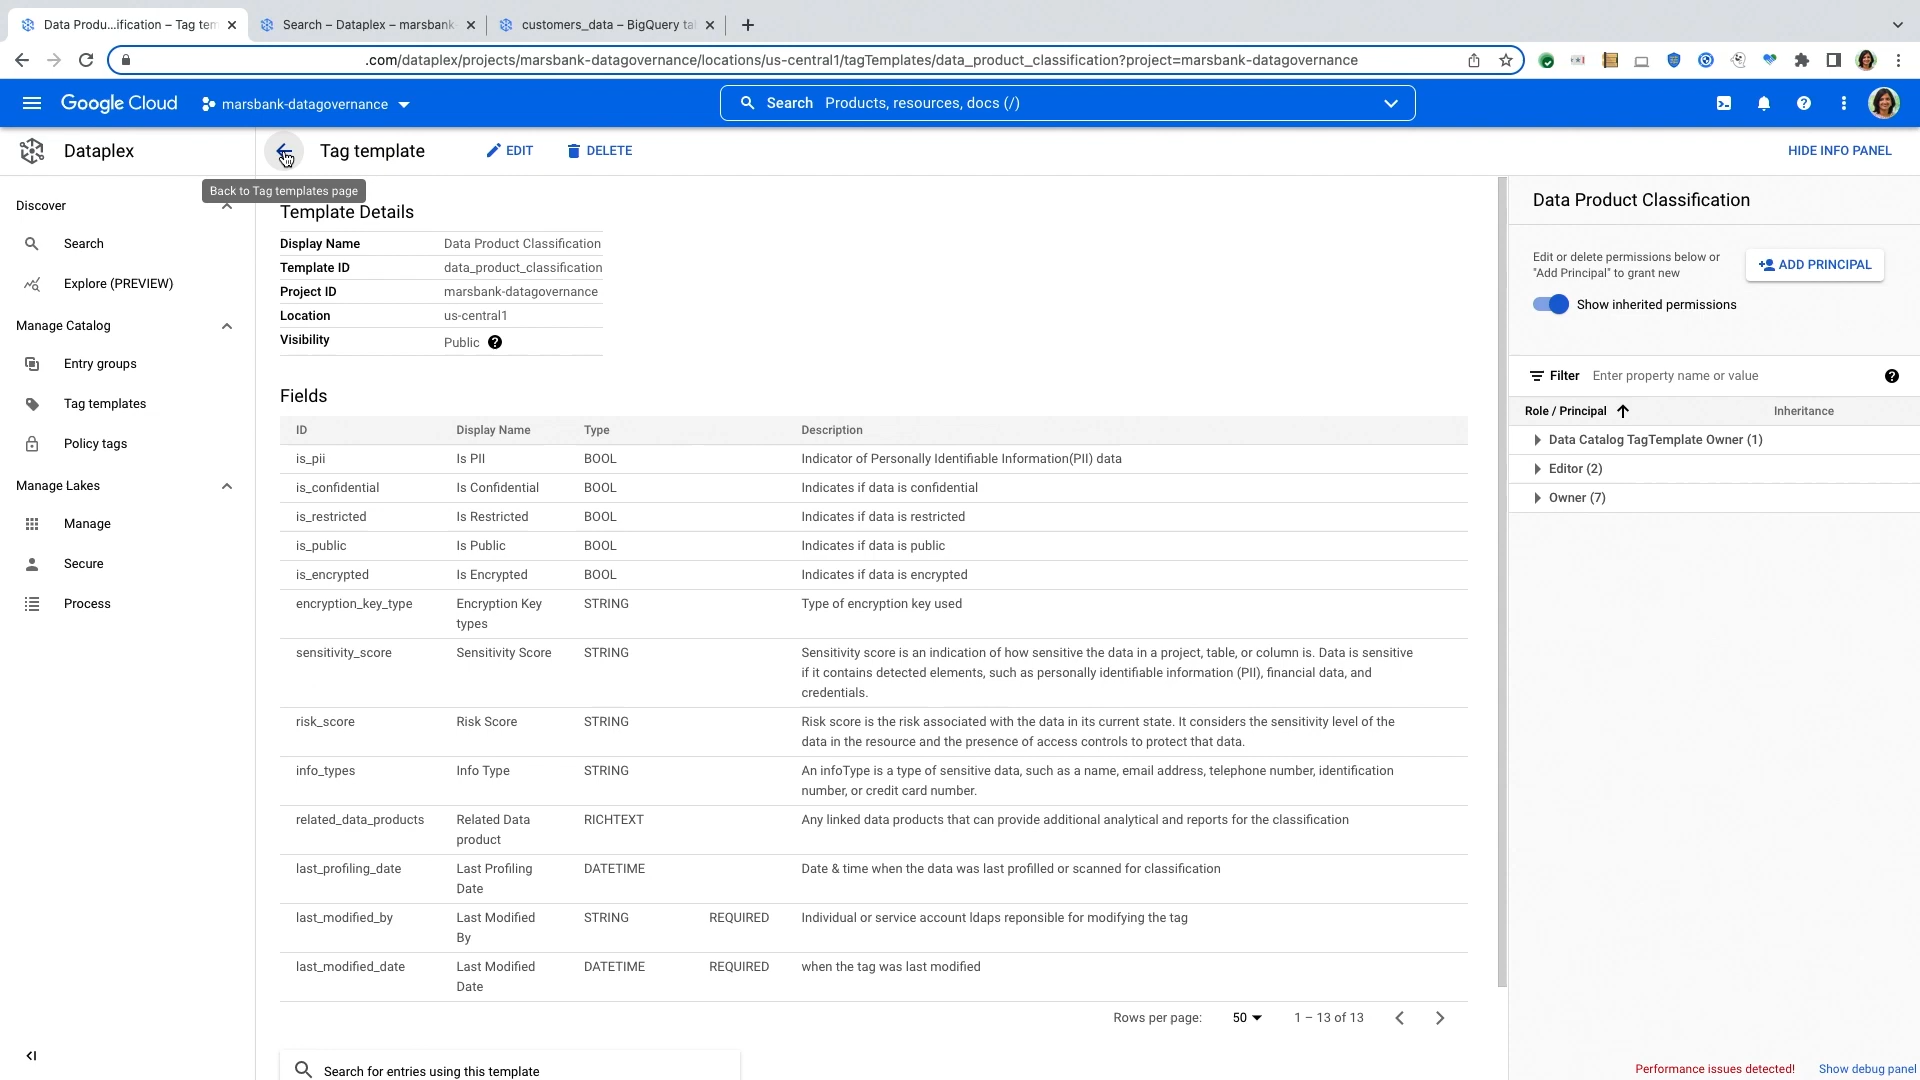 Data Produ...ification – Tag tem
Search – Dataplex – marsbank-
customers_data – BigQuery ta
.com/dataplex/projects/marsbank-datagovernance/locations/us-central1/tagTemplates/data_product_classification?project=marsbank-datagovernance
Google Cloud
marsbank-datagovernance
Search Products, resources, docs (/)
Dataplex
Tag template
EDIT
DELETE
HIDE INFO PANEL
Back to Tag templates page
Discover
Search
Explore (PREVIEW)
Manage Catalog
Entry groups
Tag templates
Policy tags
Manage Lakes
Manage
Secure
Process
Template Details
Display Name Data Product Classification
Template ID data_product_classification
Project ID marsbank-datagovernance
Location us-central1
Visibility Public
Fields
ID Display Name Type Description
is_pii Is PII BOOL Indicator of Personally Identifiable Information(PII) data
is_confidential Is Confidential BOOL Indicates if data is confidential
is_restricted Is Restricted BOOL Indicates if data is restricted
is_public Is Public BOOL Indicates if data is public
is_encrypted Is Encrypted BOOL Indicates if data is encrypted
encryption_key_type Encryption Key STRING Type of encryption key used
types
sensitivity_score Sensitivity Score STRING Sensitivity score is an indication of how sensitive the data in a project, table, or column is. Data is sensitive
if it contains detected elements, such as personally identifiable information (PII), financial data, and
credentials.
risk_score Risk Score STRING Risk score is the risk associated with the data in its current state. It considers the sensitivity level of the
data in the resource and the presence of access controls to protect that data.
info_types Info Type STRING An infoType is a type of sensitive data, such as a name, email address, telephone number, identification
number, or credit card number.
related_data_products Related Data RICHTEXT Any linked data products that can provide additional analytical and reports for the classification
product
last_profiling_date Last Profiling DATETIME Date & time when the data was last profilled or scanned for classification
Date
last_modified_by Last Modified STRING REQUIRED Individual or service account ldaps reponsible for modifying the tag
By
last_modified_date Last Modified DATETIME REQUIRED when the tag was last modified
Date
Rows per page: 50 1 – 13 of 13
Search for entries using this template
Data Product Classification
Edit or delete permissions below or
"Add Principal" to grant new
ADD PRINCIPAL
Show inherited permissions
Filter Enter property name or value
Role / Principal Inheritance
Data Catalog TagTemplate Owner (1)
Editor (2)
Owner (7)
Performance issues detected! Show debug panel